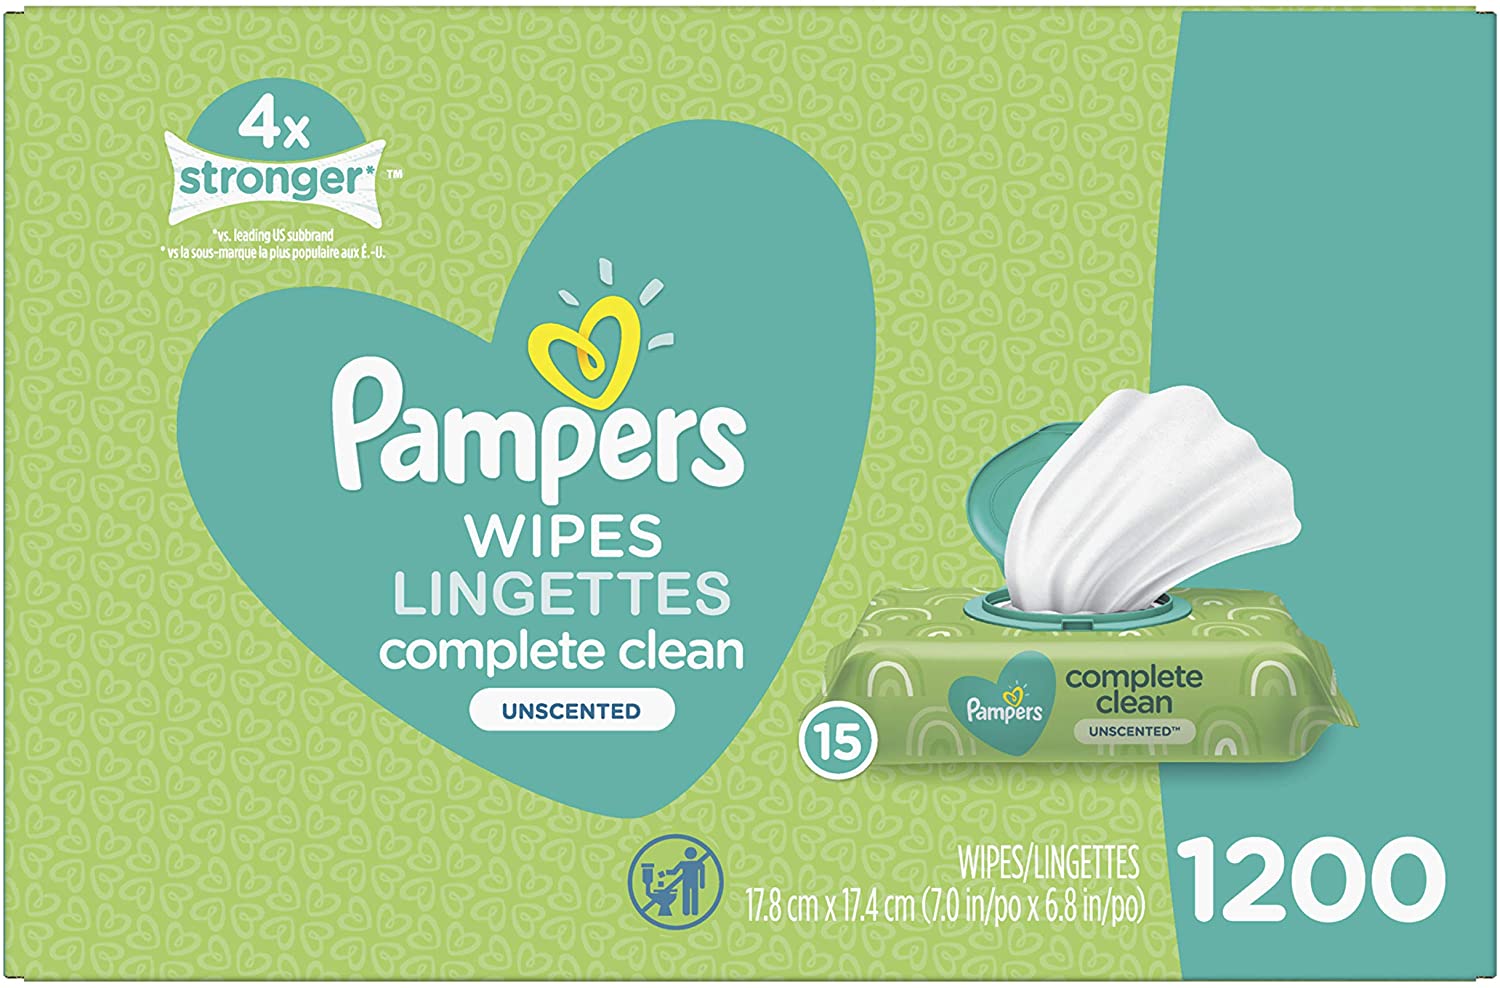 4x
stronger* ™
*vs. leading US subbrand
* vs la sous-marque la plus populaire aux É.-U.
Pampers
WIPES
LINGETTES
complete clean
UNSCENTED
Pampers
complete
clean
UNSCENTED™
15
WIPES/LINGETTES
17.8 cm x 17.4 cm (7.0 in/po x 6.8 in/po)
1200